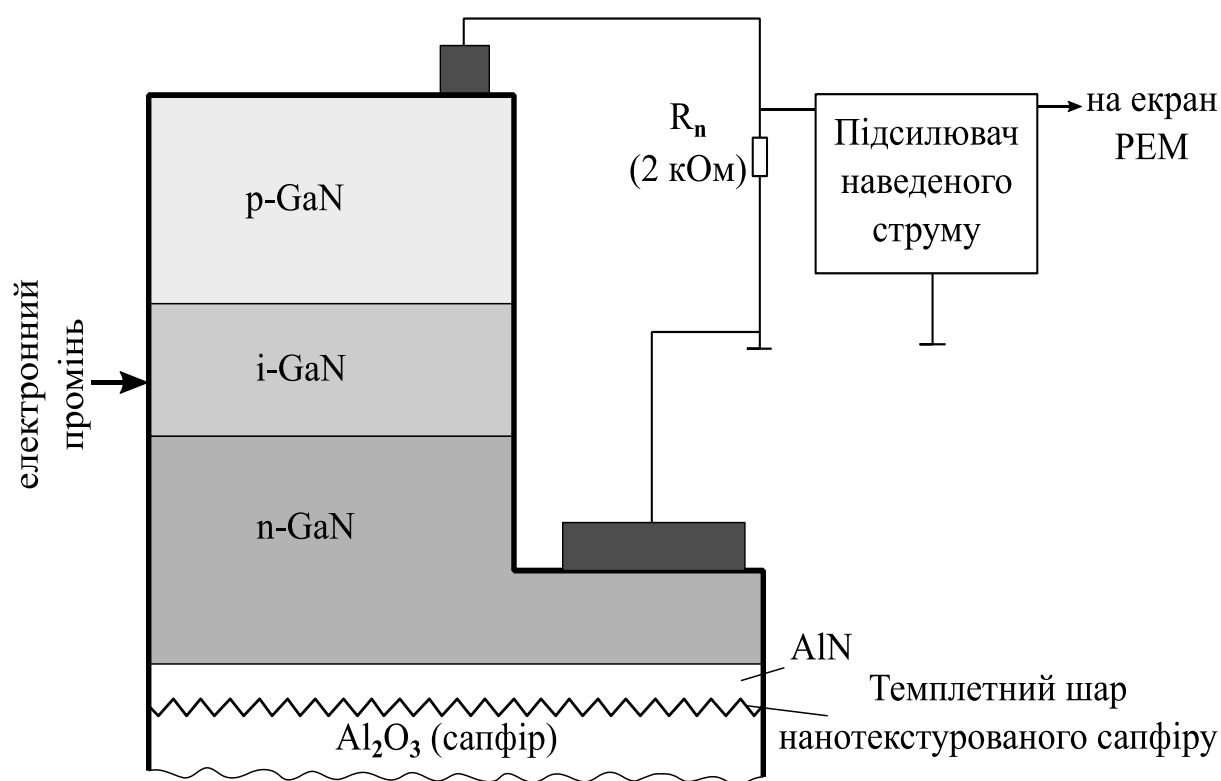 p-GaN
i-GaN
n-GaN
електронний
промінь
Rn
(2 кОм)
Підсилювач
наведеного
струму
на екран
РЕМ
AlN
Темплетний шар
нанотекстурованого сапфіру
Al2O3 (сапфір)